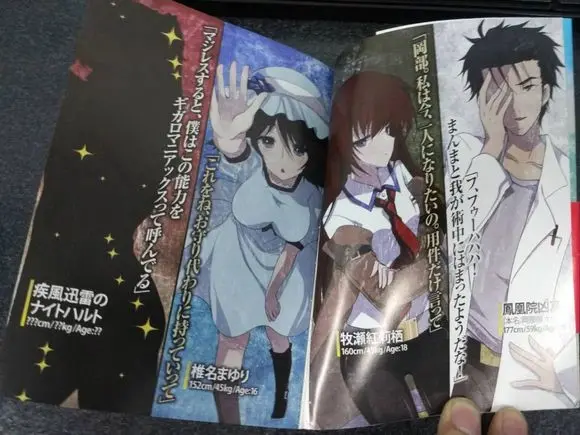 「フ、フゥーハハハ!
まんまと我が術中にはまったようだな!!」
鳳凰院凶
177cm/59kg
「岡部。私は今、一人になりたいの。用件だけ言って」
牧瀬紅莉栖
160cm/45kg/Age:18
「これをね、お守り代わりに持っていって」
椎名まゆり
152cm/45kg/Age:16
「マジレスすると、僕はこの能力を
ギガロマニアックスって呼んでる」
疾風迅雷の
ナイトハルト
???cm/??kg/Age:??